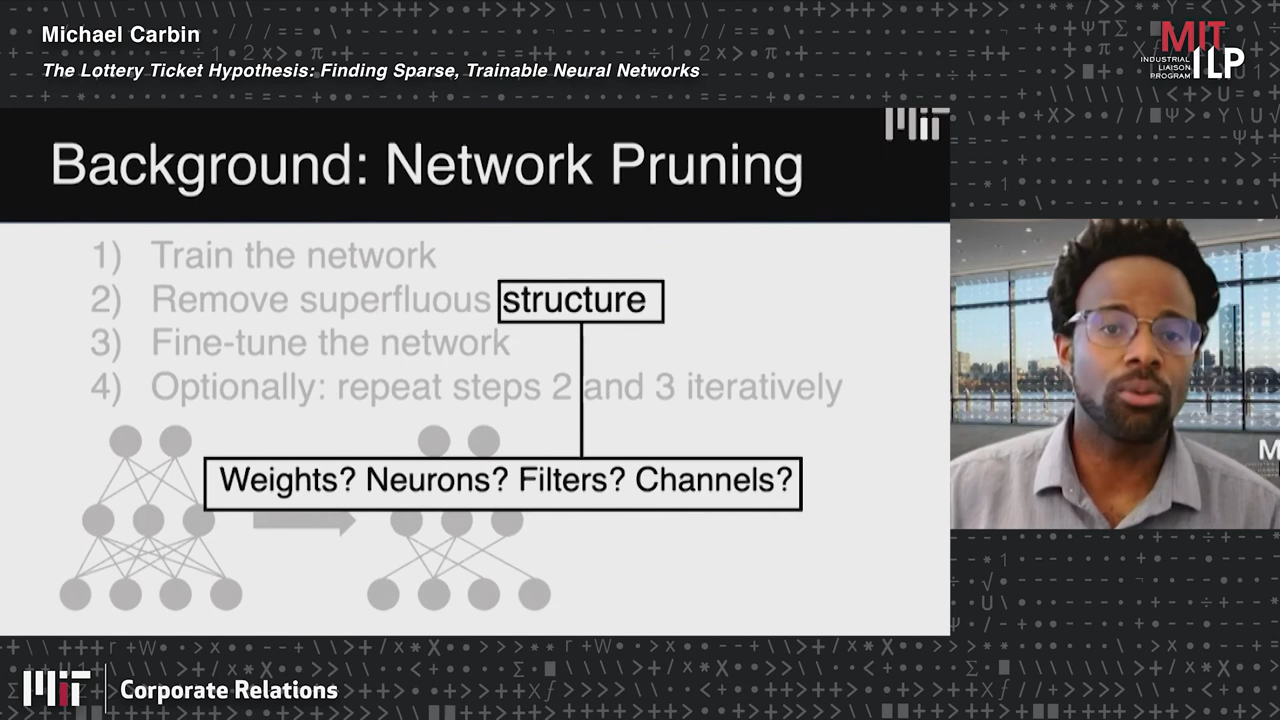 Michael Carbin
The Lottery Ticket Hypothesis: Finding Sparse, Trainable Neural Networks
MIT
INDUSTRIAL
LIAISON
PROGRAM
ILP
MIT
Background: Network Pruning
1) Train the network
2) Remove superfluous structure
3) Fine-tune the network
4) Optionally: repeat steps 2 and 3 iteratively
Weights? Neurons? Filters? Channels?
M
MIT
Corporate Relations